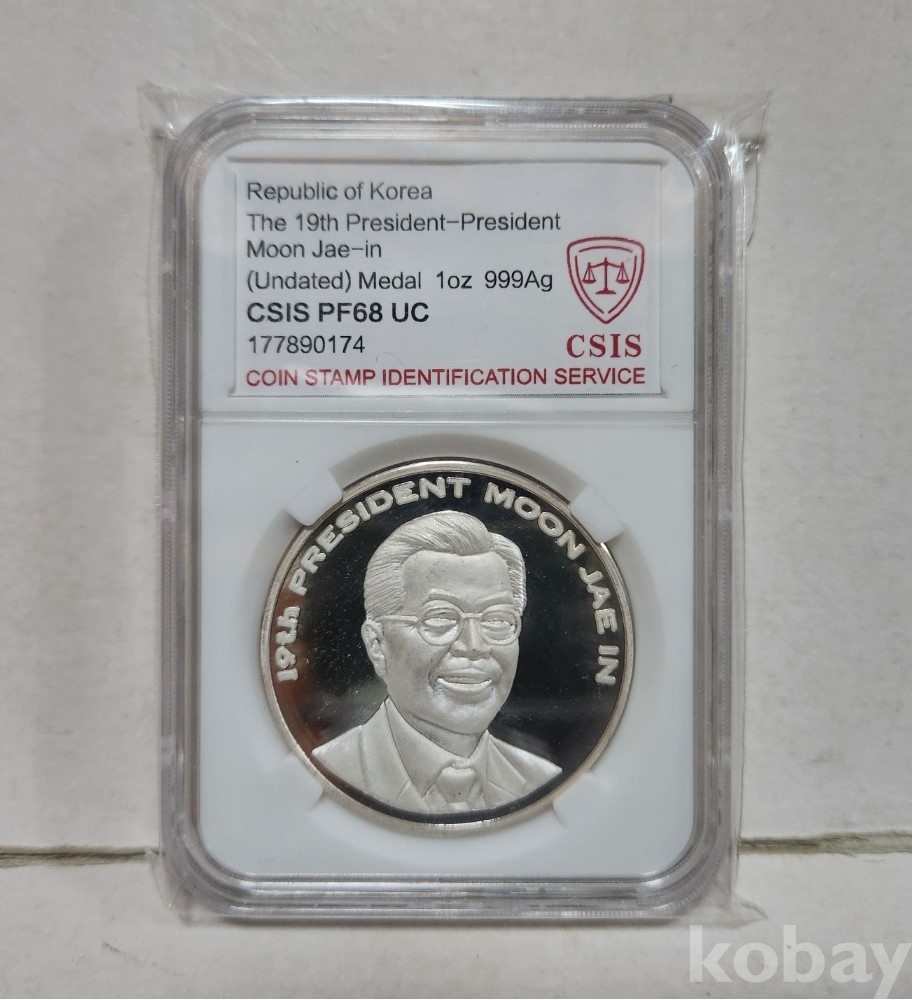 Republic of Korea
The 19th President-President
Moon Jae-in
(Undated) Medal 1oz 999Ag
CSIS PF68 UC
177890174
CSIS
COIN STAMP IDENTIFICATION SERVICE
19th PRESIDENT MOON JAE IN
kobay